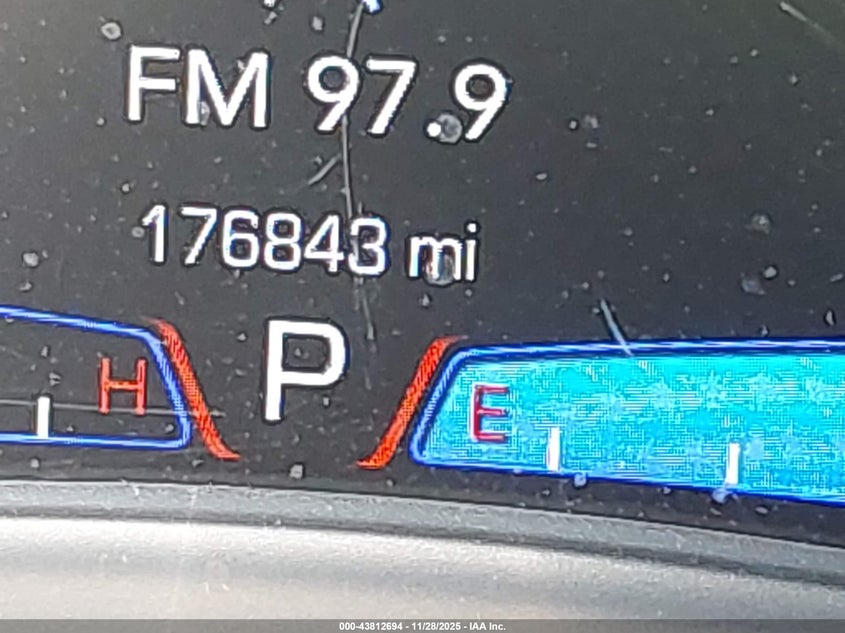 FM 97.9
176843 mi
P
H
E
000-43812694 - 11/28/2025 - IAA Inc.